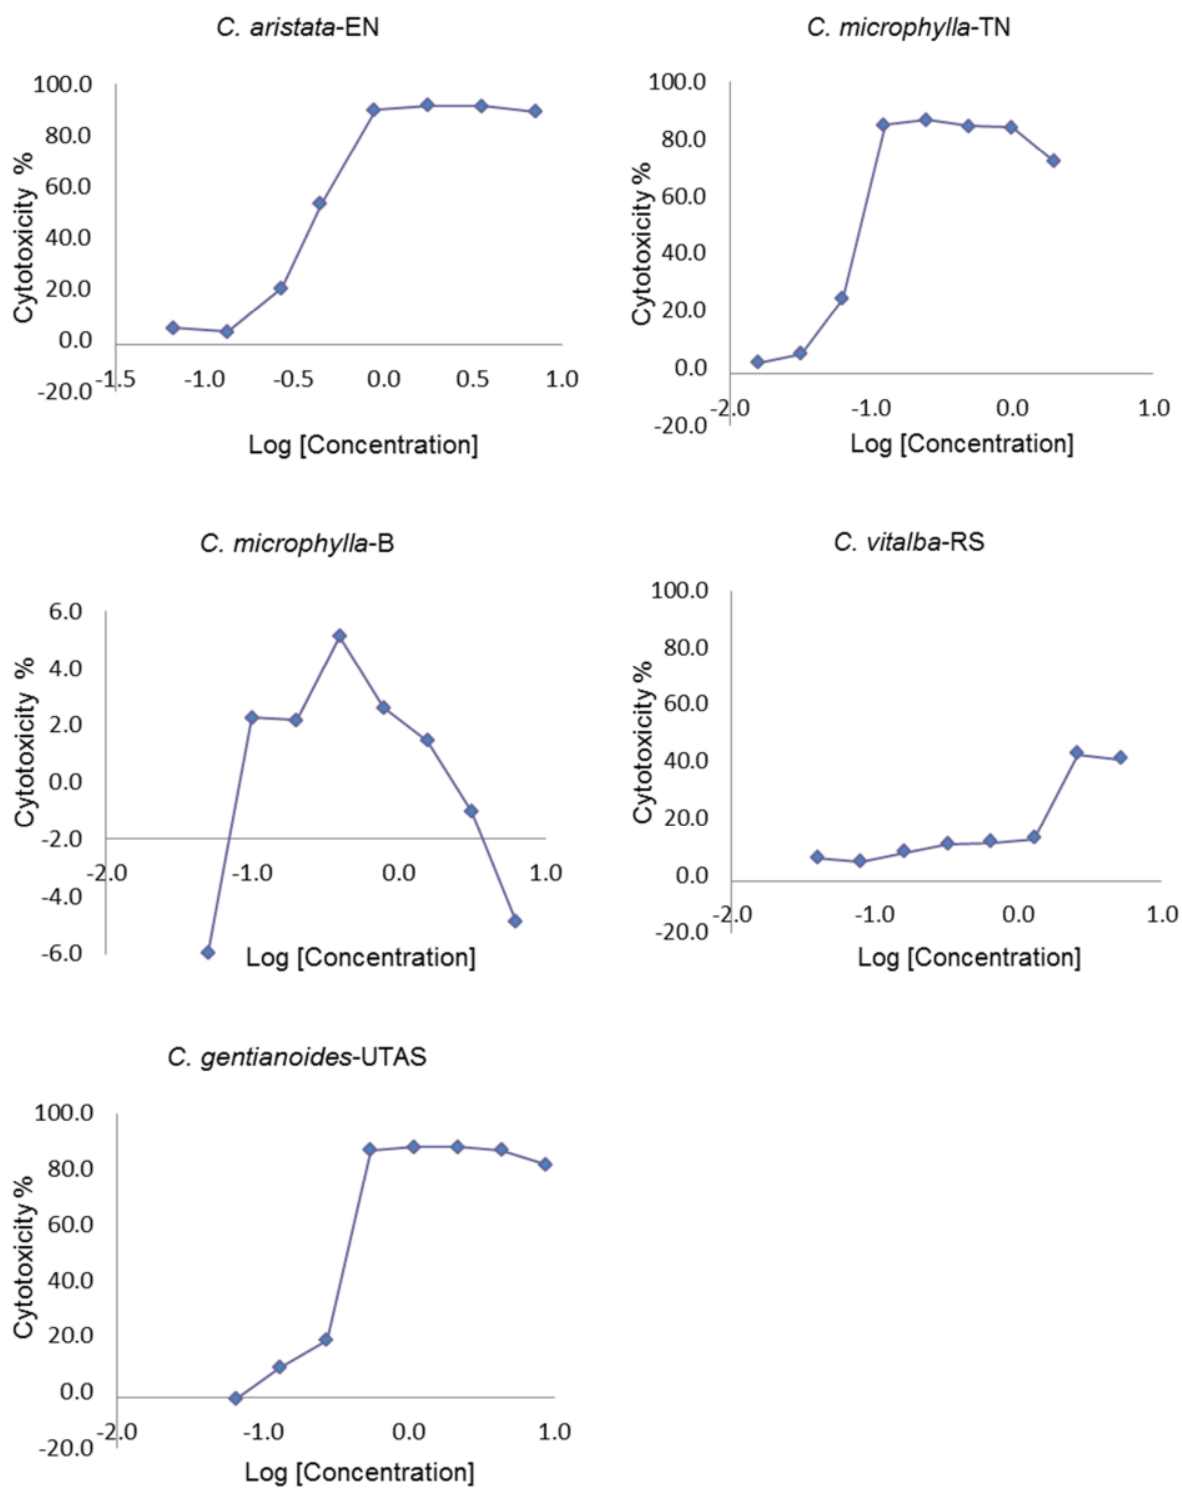 C. aristata-EN
100.0
80.0
60.0
40.0
20.0
0.0
-20.0
Cytotoxicity %
-1.5 -1.0 -0.5 0.0 0.5 1.0
Log [Concentration]
C. microphylla-TN
100.0
80.0
60.0
40.0
20.0
0.0
-20.0
Cytotoxicity %
-2.0 -1.0 0.0 1.0
Log [Concentration]
C. microphylla-B
6.0
4.0
2.0
0.0
-2.0
-4.0
-6.0
Cytotoxicity %
-2.0 -1.0 0.0 1.0
Log [Concentration]
C. vitalba-RS
100.0
80.0
60.0
40.0
20.0
0.0
-20.0
Cytotoxicity %
-2.0 -1.0 0.0 1.0
Log [Concentration]
C. gentianoides-UTAS
100.0
80.0
60.0
40.0
20.0
0.0
-20.0
Cytotoxicity %
-2.0 -1.0 0.0 1.0
Log [Concentration]